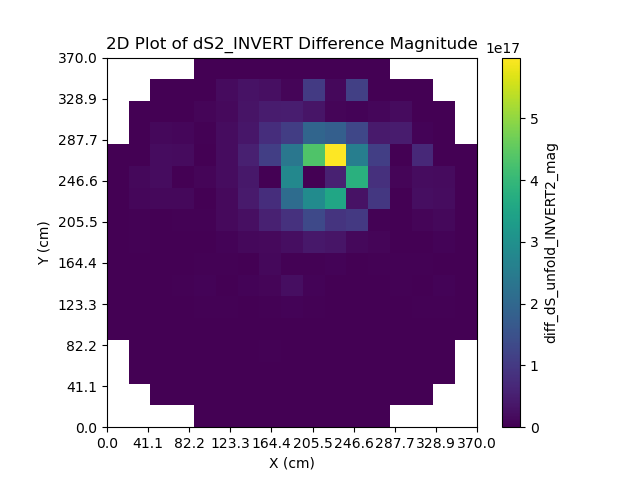 2D Plot of dS2_INVERT Difference Magnitude
1e17
370.0
328.9
287.7
246.6
205.5
164.4
123.3
82.2
41.1
0.0
Y (cm)
0.0 41.1 82.2 123.3 164.4 205.5 246.6 287.7 328.9 370.0
X (cm)
5
4
3
2
1
0
diff_dS_unfold_INVERT2_mag